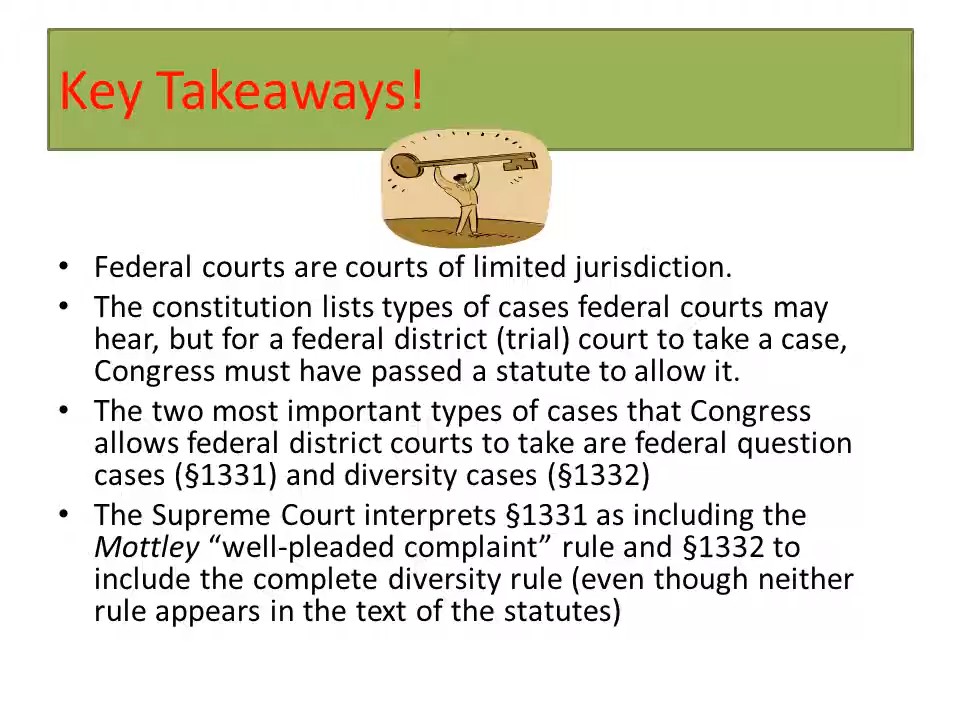 Key Takeaways!
• Federal courts are courts of limited jurisdiction.
• The constitution lists types of cases federal courts may
hear, but for a federal district (trial) court to take a case,
Congress must have passed a statute to allow it.
• The two most important types of cases that Congress
allows federal district courts to take are federal question
cases (§1331) and diversity cases (§1332)
• The Supreme Court interprets §1331 as including the
Mottley “well-pleaded complaint” rule and §1332 to
include the complete diversity rule (even though neither
rule appears in the text of the statutes)